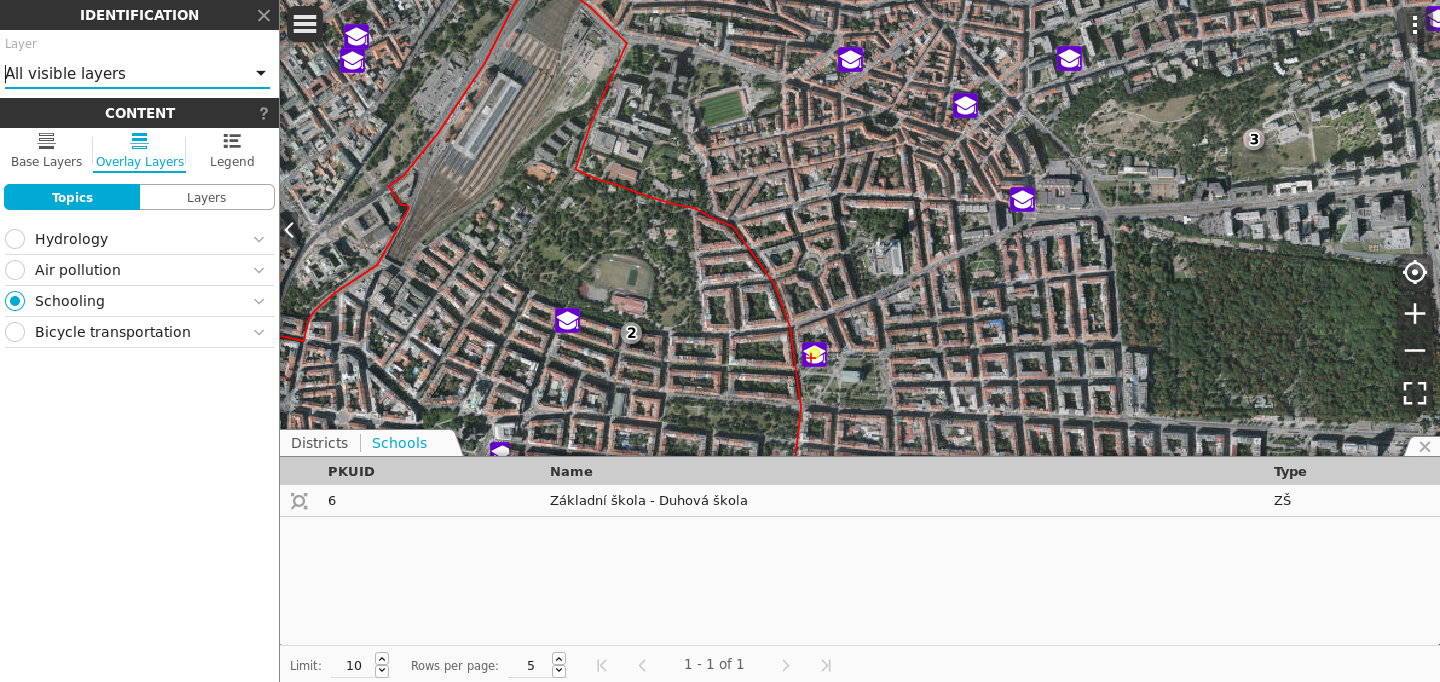 IDENTIFICATION
Layer
All visible layers
CONTENT
?
Base Layers
Overlay Layers
Legend
Topics
Layers
Hydrology
Air pollution
Schooling
Bicycle transportation
3
2
Districts
Schools
PKUID
Name
Type
6
Základní škola - Duhová škola
ZŠ
Limit:
10
Rows per page:
5
1 - 1 of 1